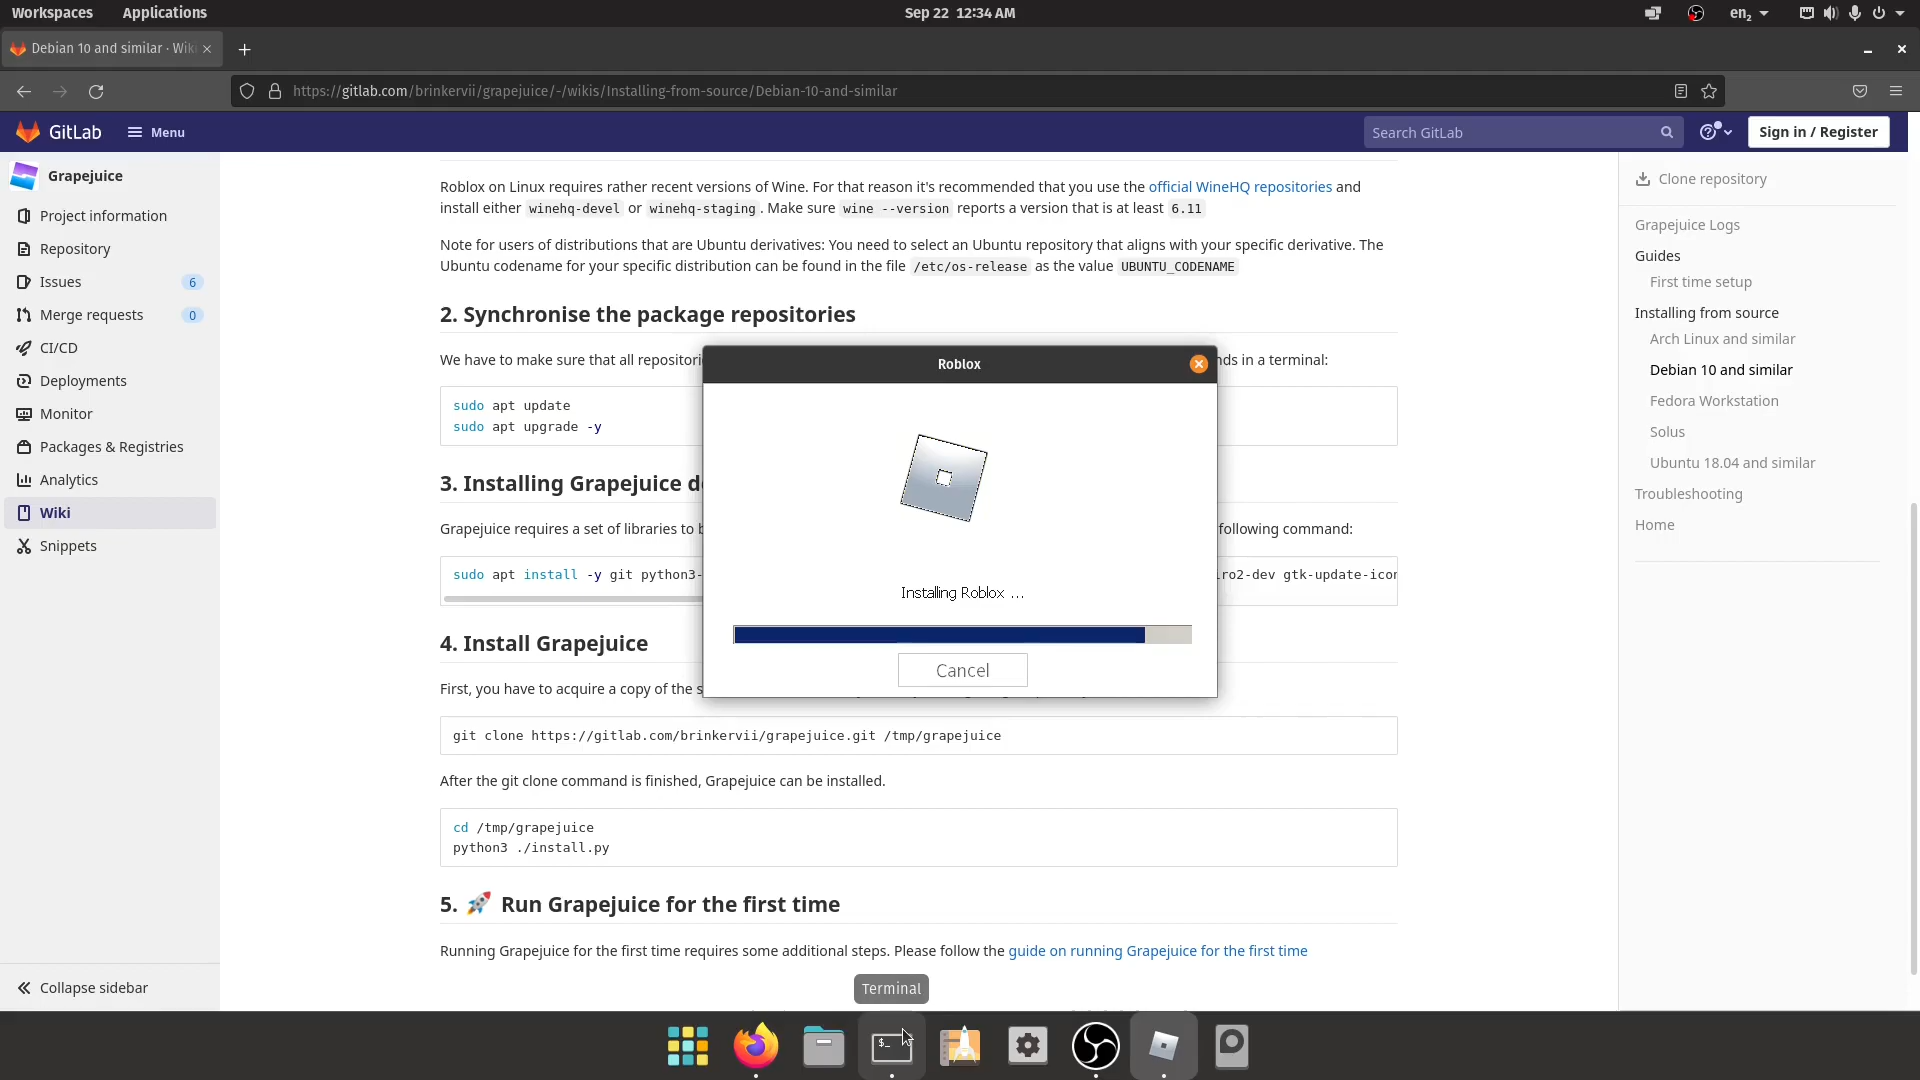 Workspaces Applications Sep 22 12:34 AM en₂
Debian 10 and similar · Wik
https://gitlab.com/brinkervii/grapejuice/-/wikis/Installing-from-source/Debian-10-and-similar
GitLab Menu Search GitLab Sign in / Register
Grapejuice
Project information
Repository
Issues 6
Merge requests 0
CI/CD
Deployments
Monitor
Packages & Registries
Analytics
Wiki
Snippets
Collapse sidebar
Roblox on Linux requires rather recent versions of Wine. For that reason it's recommended that you use the official WineHQ repositories and
install either winehq-devel or winehq-staging. Make sure wine --version reports a version that is at least 6.11
Note for users of distributions that are Ubuntu derivatives: You need to select an Ubuntu repository that aligns with your specific derivative. The
Ubuntu codename for your specific distribution can be found in the file /etc/os-release as the value UBUNTU_CODENAME
2. Synchronise the package repositories
We have to make sure that all repositori nds in a terminal:
sudo apt update
sudo apt upgrade -y
3. Installing Grapejuice d
Grapejuice requires a set of libraries to b following command:
sudo apt install -y git python3- iro2-dev gtk-update-icon
4. Install Grapejuice
First, you have to acquire a copy of the s
git clone https://gitlab.com/brinkervii/grapejuice.git /tmp/grapejuice
After the git clone command is finished, Grapejuice can be installed.
cd /tmp/grapejuice
python3 ./install.py
5. 🚀 Run Grapejuice for the first time
Running Grapejuice for the first time requires some additional steps. Please follow the guide on running Grapejuice for the first time
Roblox
Installing Roblox ...
Cancel
Clone repository
Grapejuice Logs
Guides
First time setup
Installing from source
Arch Linux and similar
Debian 10 and similar
Fedora Workstation
Solus
Ubuntu 18.04 and similar
Troubleshooting
Home
Terminal
$_